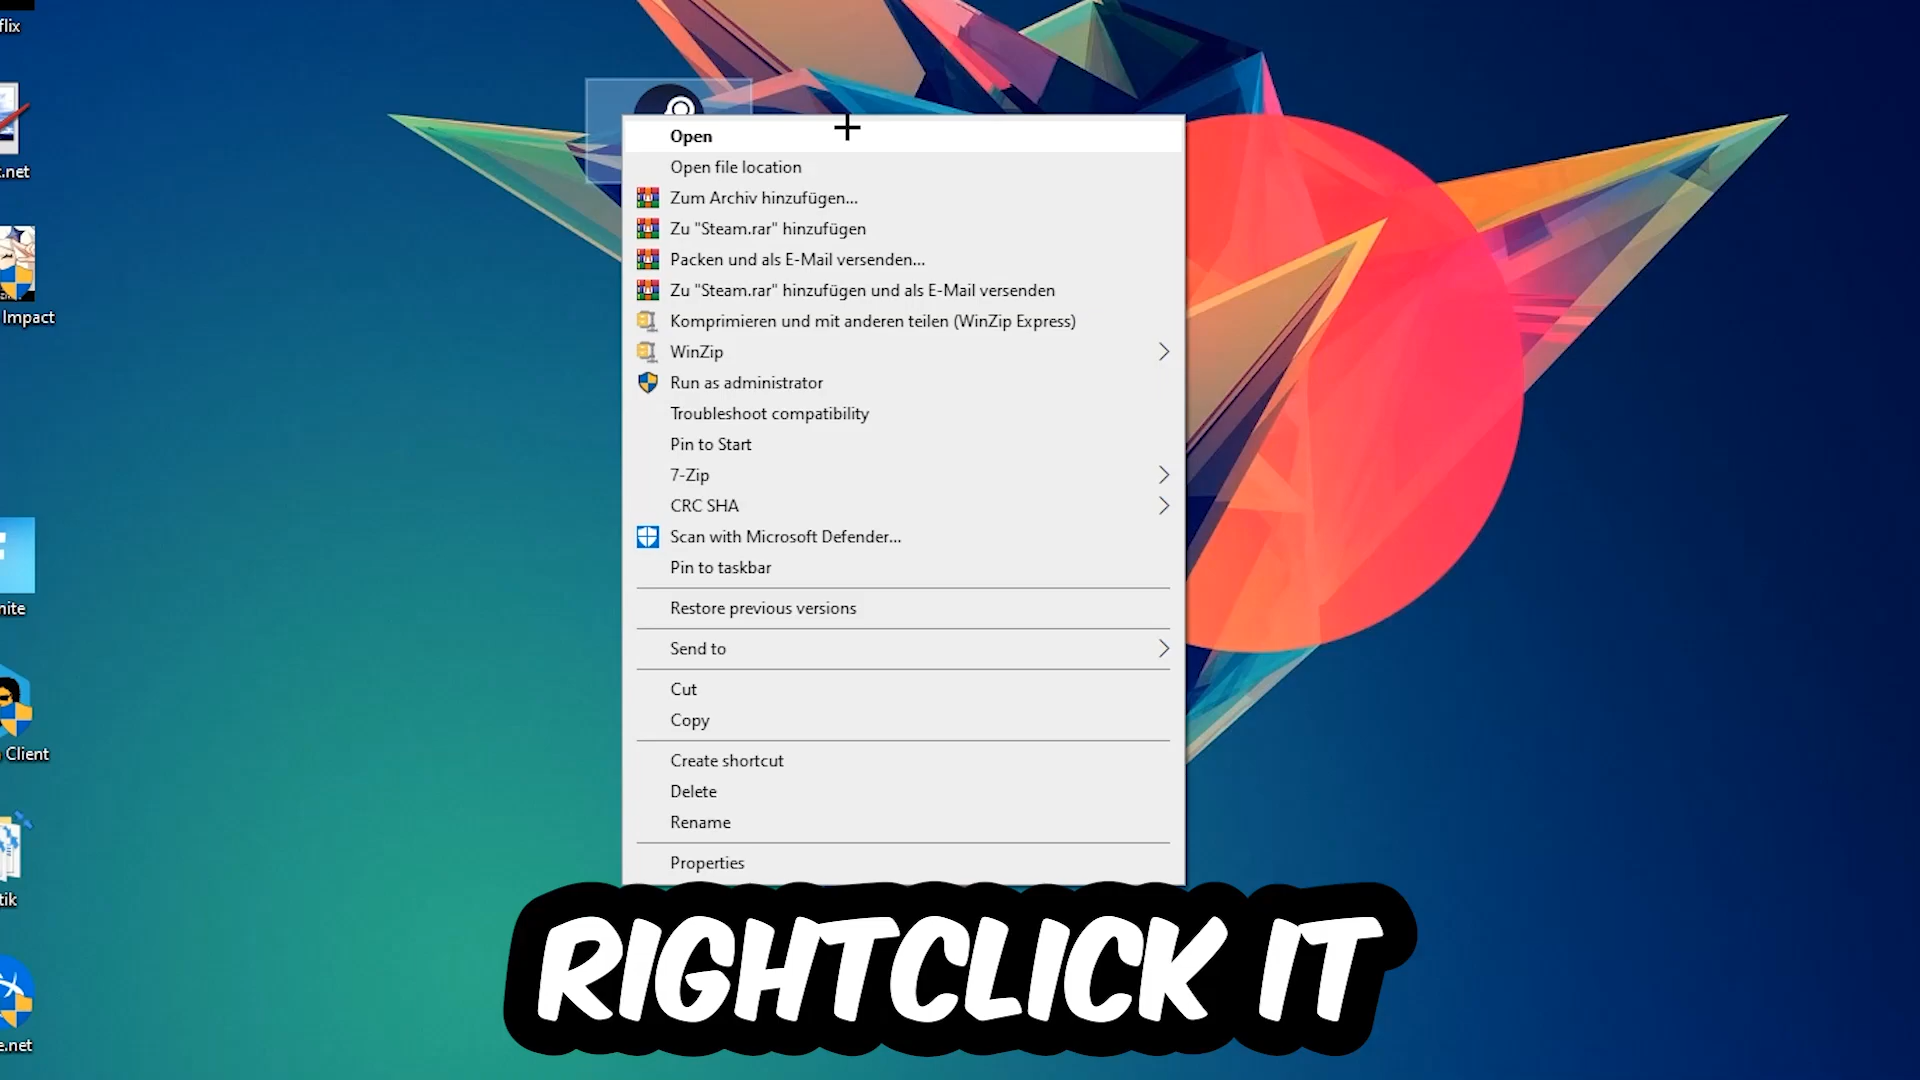 flix
.net
Impact
nite
Client
tik
e.net
Open
Open file location
Zum Archiv hinzufügen...
Zu "Steam.rar" hinzufügen
Packen und als E-Mail versenden...
Zu "Steam.rar" hinzufügen und als E-Mail versenden
Komprimieren und mit anderen teilen (WinZip Express)
WinZip
Run as administrator
Troubleshoot compatibility
Pin to Start
7-Zip
CRC SHA
Scan with Microsoft Defender...
Pin to taskbar
Restore previous versions
Send to
Cut
Copy
Create shortcut
Delete
Rename
Properties
RIGHTCLICK IT